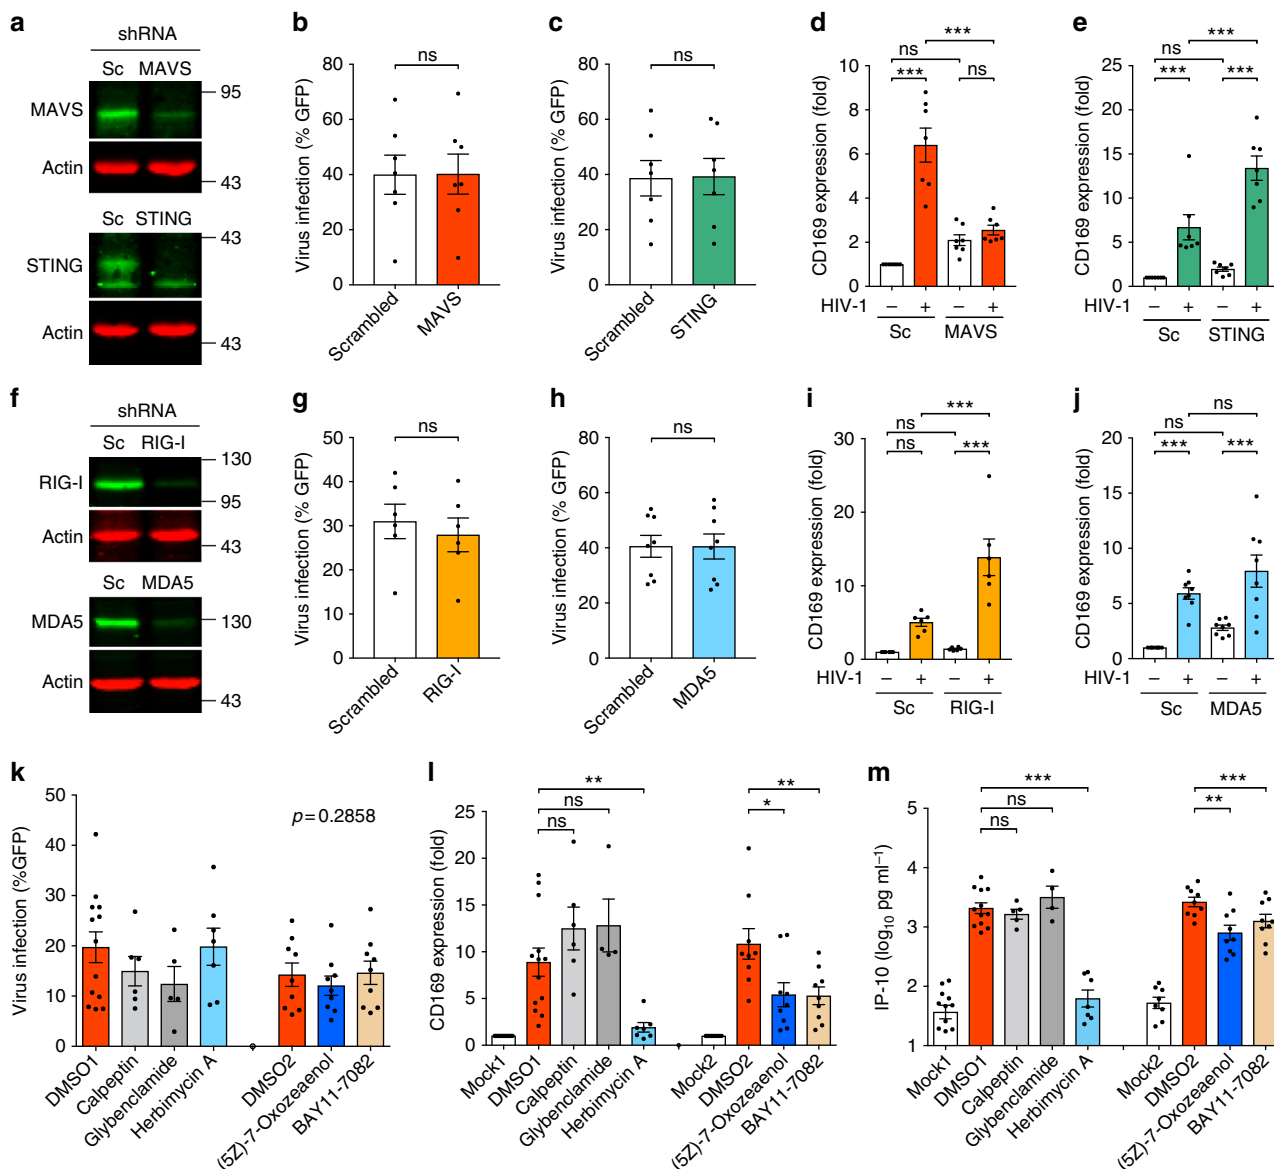 a
shRNA
Sc MAVS
95
MAVS
Actin
43
Sc STING
43
STING
Actin
43
b
ns
Virus infection (% GFP)
80
60
40
20
0
Scrambled
MAVS
c
ns
Virus infection (% GFP)
80
60
40
20
0
Scrambled
STING
d
***
ns
*** ns
CD169 expression (fold)
10
8
6
4
2
0
HIV-1 − + − +
Sc MAVS
e
***
ns
*** ***
CD169 expression (fold)
25
20
15
10
5
0
HIV-1 − + − +
Sc STING
f
shRNA
Sc RIG-I
130
RIG-I
95
Actin
43
Sc MDA5
MDA5
130
Actin
43
g
ns
Virus infection (% GFP)
50
40
30
20
10
0
Scrambled
RIG-I
h
ns
Virus infection (% GFP)
80
60
40
20
0
Scrambled
MDA5
i
***
ns
ns ***
CD169 expression (fold)
30
20
10
0
HIV-1 − + − +
Sc RIG-I
j
ns
ns
*** ***
CD169 expression (fold)
20
15
10
5
0
HIV-1 − + − +
Sc MDA5
k
p=0.2858
Virus infection (%GFP)
50
40
30
20
10
0
DMSO1
Calpeptin
Glybenclamide
Herbimycin A
DMSO2
(5Z)-7-Oxozeaenol
BAY11-7082
l
**
ns
ns
**
*
CD169 expression (fold)
25
20
15
10
5
0
Mock1
DMSO1
Calpeptin
Glybenclamide
Herbimycin A
Mock2
DMSO2
(5Z)-7-Oxozeaenol
BAY11-7082
m
***
ns
ns
***
**
IP-10 (log10 pg ml−1)
5
4
3
2
1
Mock1
DMSO1
Calpeptin
Glybenclamide
Herbimycin A
Mock2
DMSO2
(5Z)-7-Oxozeaenol
BAY11-7082